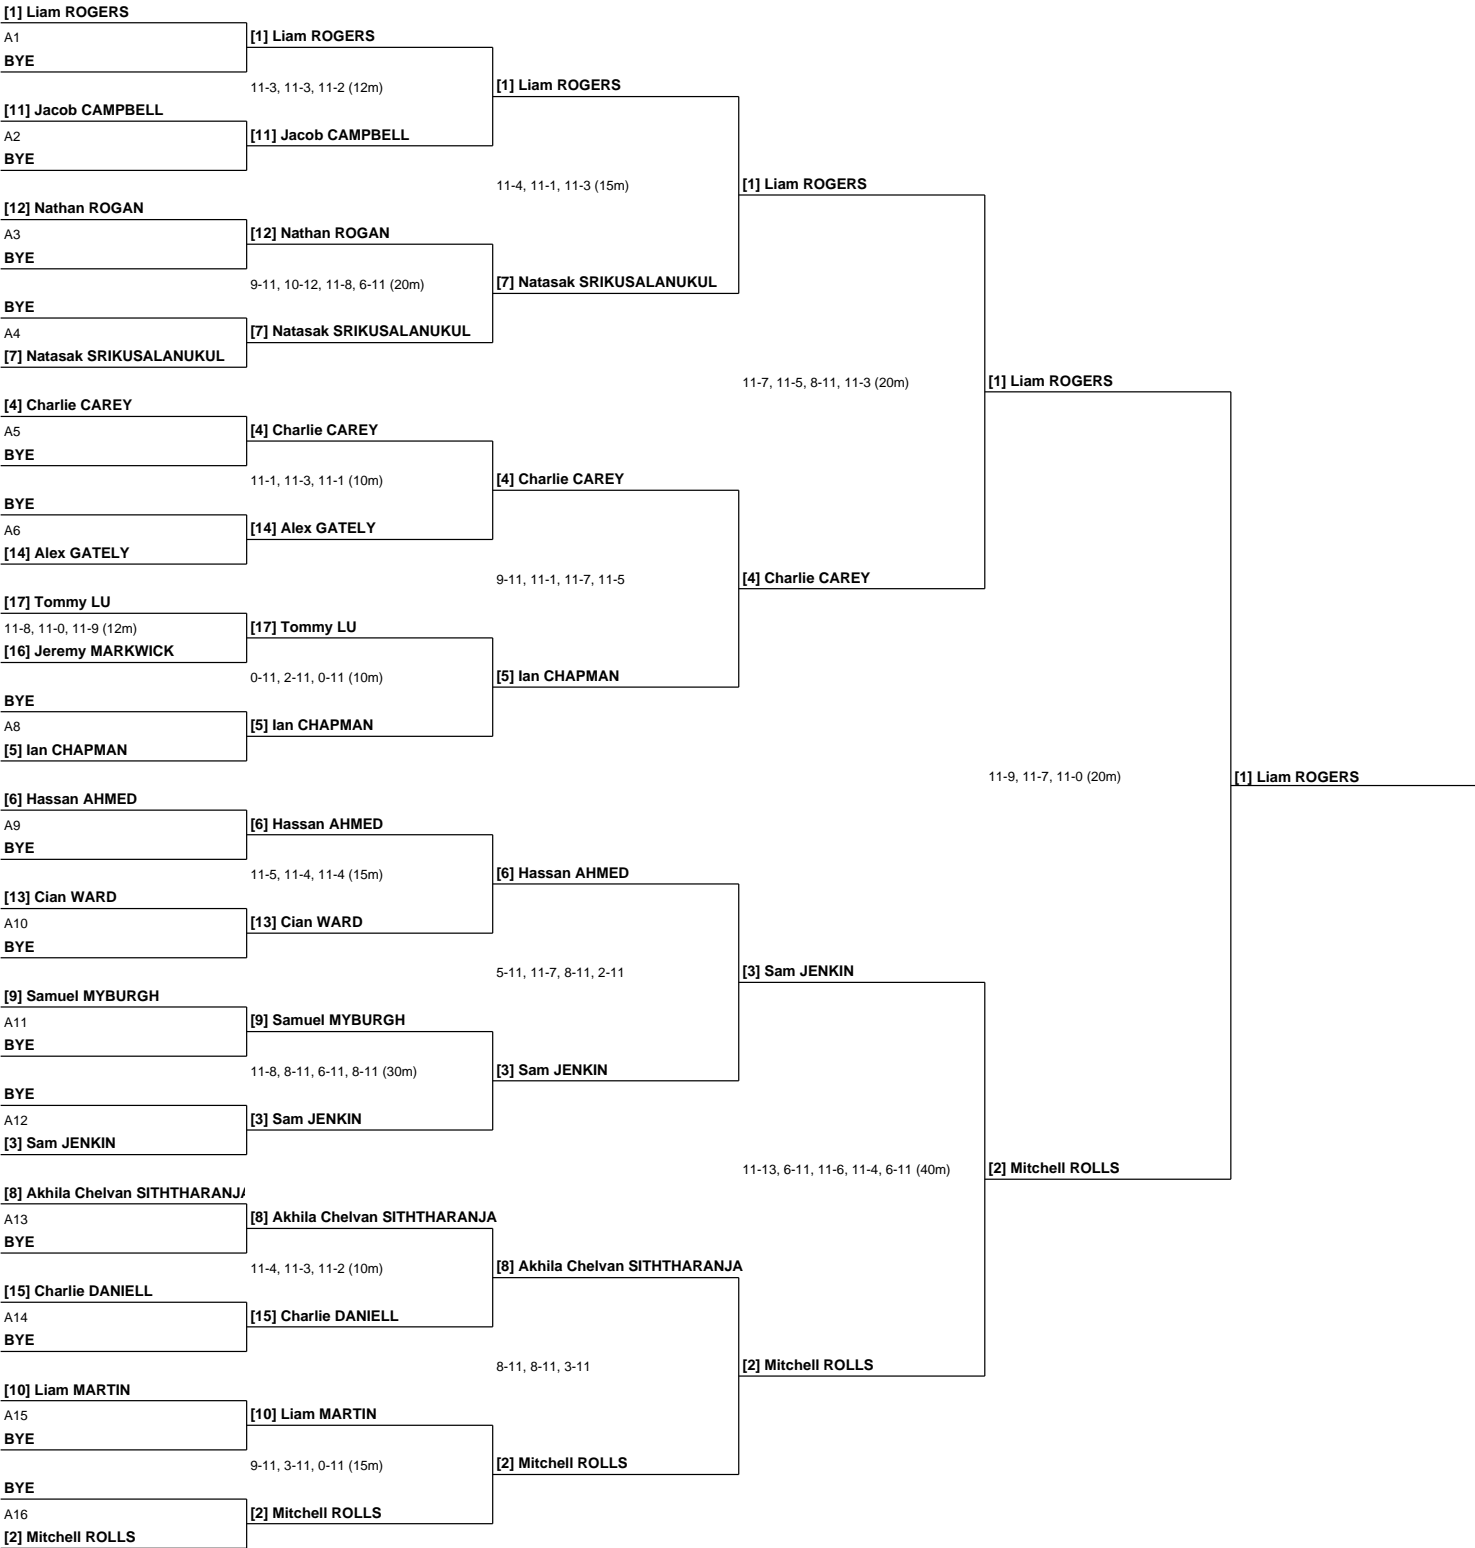 [1] Liam ROGERS
A1
BYE
[11] Jacob CAMPBELL
A2
BYE
[12] Nathan ROGAN
A3
BYE
BYE
A4
[7] Natasak SRIKUSALANUKUL
[4] Charlie CAREY
A5
BYE
BYE
A6
[14] Alex GATELY
[17] Tommy LU
11-8, 11-0, 11-9 (12m)
[16] Jeremy MARKWICK
BYE
A8
[5] Ian CHAPMAN
[6] Hassan AHMED
A9
BYE
[13] Cian WARD
A10
BYE
[9] Samuel MYBURGH
A11
BYE
BYE
A12
[3] Sam JENKIN
[8] Akhila Chelvan SITHTHARANJA
A13
BYE
[15] Charlie DANIELL
A14
BYE
[10] Liam MARTIN
A15
BYE
BYE
A16
[2] Mitchell ROLLS
[1] Liam ROGERS
11-3, 11-3, 11-2 (12m)
[11] Jacob CAMPBELL
[12] Nathan ROGAN
9-11, 10-12, 11-8, 6-11 (20m)
[7] Natasak SRIKUSALANUKUL
[4] Charlie CAREY
11-1, 11-3, 11-1 (10m)
[14] Alex GATELY
[17] Tommy LU
0-11, 2-11, 0-11 (10m)
[5] Ian CHAPMAN
[6] Hassan AHMED
11-5, 11-4, 11-4 (15m)
[13] Cian WARD
[9] Samuel MYBURGH
11-8, 8-11, 6-11, 8-11 (30m)
[3] Sam JENKIN
[8] Akhila Chelvan SITHTHARANJA
11-4, 11-3, 11-2 (10m)
[15] Charlie DANIELL
[10] Liam MARTIN
9-11, 3-11, 0-11 (15m)
[2] Mitchell ROLLS
[1] Liam ROGERS
11-4, 11-1, 11-3 (15m)
[7] Natasak SRIKUSALANUKUL
[4] Charlie CAREY
9-11, 11-1, 11-7, 11-5
[5] Ian CHAPMAN
[6] Hassan AHMED
5-11, 11-7, 8-11, 2-11
[3] Sam JENKIN
[8] Akhila Chelvan SITHTHARANJA
8-11, 8-11, 3-11
[2] Mitchell ROLLS
[1] Liam ROGERS
11-7, 11-5, 8-11, 11-3 (20m)
[4] Charlie CAREY
[3] Sam JENKIN
11-13, 6-11, 11-6, 11-4, 6-11 (40m)
[2] Mitchell ROLLS
[1] Liam ROGERS
11-9, 11-7, 11-0 (20m)
[2] Mitchell ROLLS
[1] Liam ROGERS